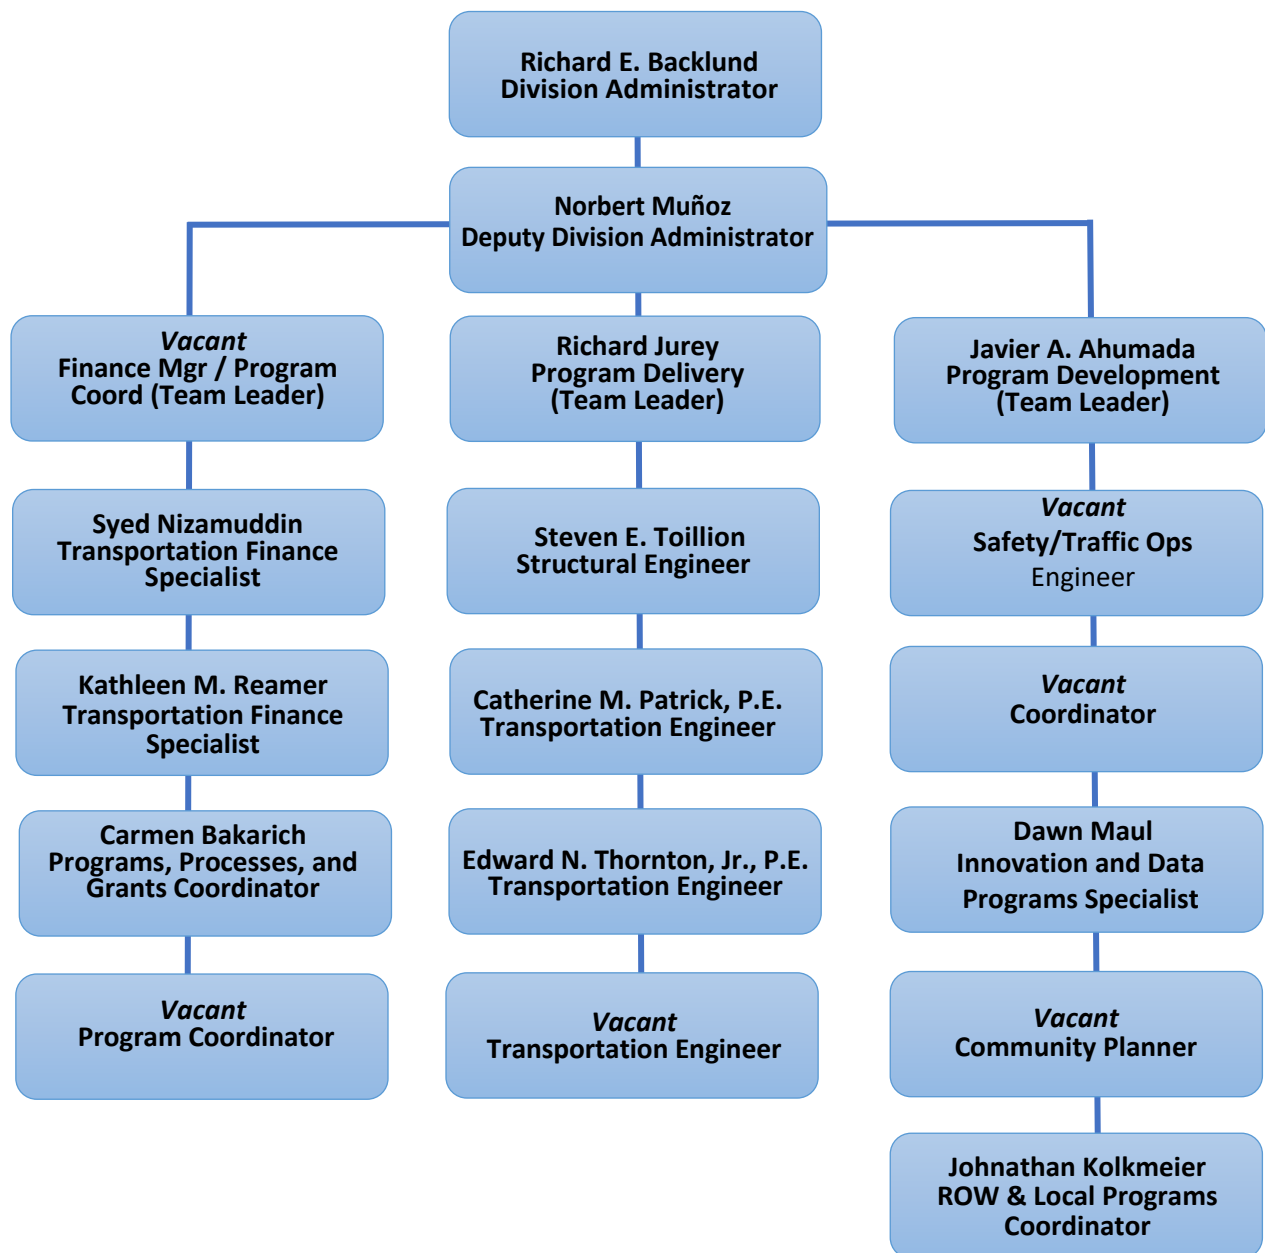 Richard E. Backlund
Division Administrator
Norbert Muñoz
Deputy Division Administrator
Vacant
Finance Mgr / Program
Coord (Team Leader)
Syed Nizamuddin
Transportation Finance
Specialist
Kathleen M. Reamer
Transportation Finance
Specialist
Carmen Bakarich
Programs, Processes, and
Grants Coordinator
Vacant
Program Coordinator
Richard Jurey
Program Delivery
(Team Leader)
Steven E. Toillion
Structural Engineer
Catherine M. Patrick, P.E.
Transportation Engineer
Edward N. Thornton, Jr., P.E.
Transportation Engineer
Vacant
Transportation Engineer
Javier A. Ahumada
Program Development
(Team Leader)
Vacant
Safety/Traffic Ops
Engineer
Vacant
Coordinator
Dawn Maul
Innovation and Data
Programs Specialist
Vacant
Community Planner
Johnathan Kolkmeier
ROW & Local Programs
Coordinator